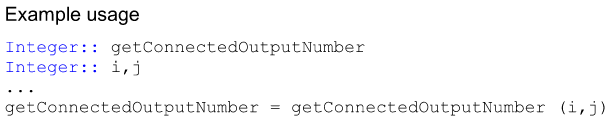 Example usage
Integer:: getConnectedOutputNumber
Integer:: i,j
...
getConnectedOutputNumber = getConnectedOutputNumber (i,j)